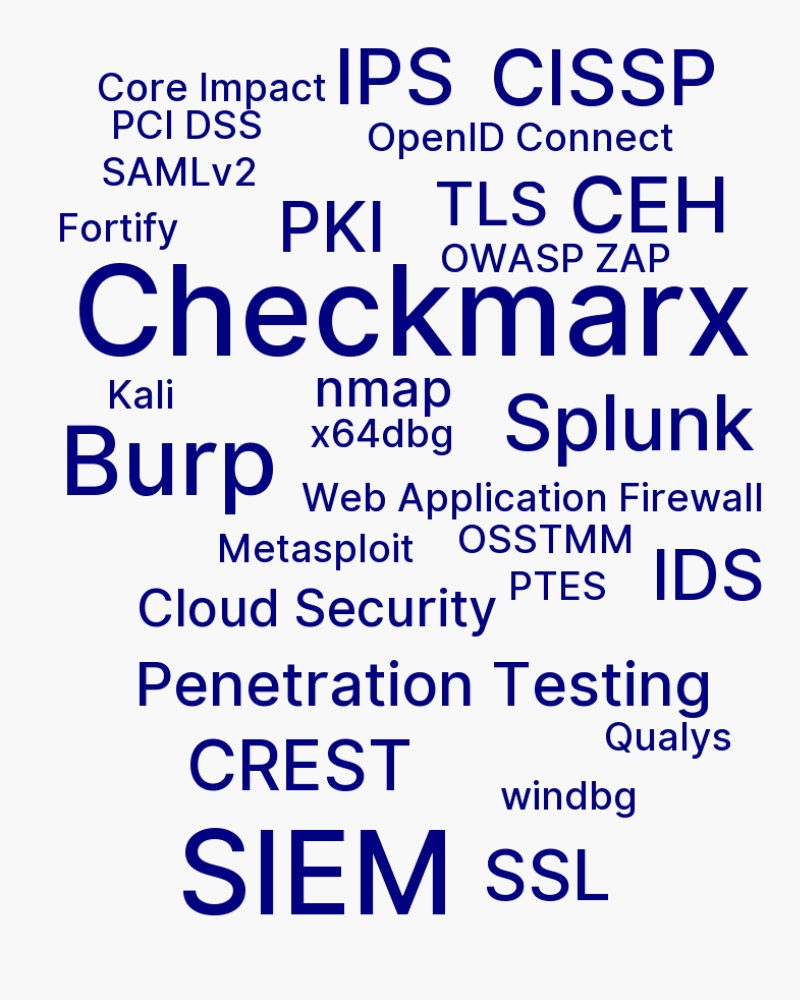 Core Impact
IPS
CISSP
PCI DSS
OpenID Connect
SAMLv2
TLS
CEH
Fortify
PKI
OWASP ZAP
Checkmarx
Kali
nmap
Splunk
x64dbg
Burp
Web Application Firewall
Metasploit
OSSTMM
IDS
PTES
Cloud Security
Penetration Testing
Qualys
CREST
windbg
SIEM
SSL